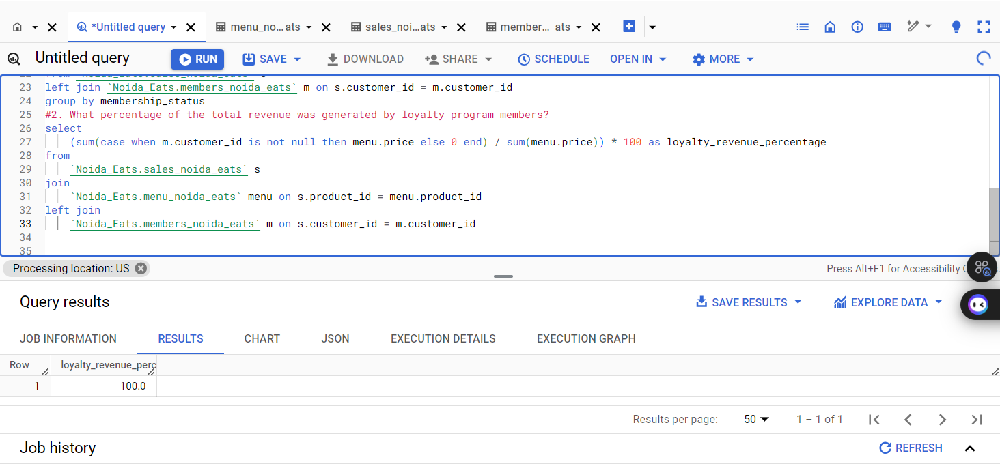 *Untitled query
menu_no...ats
sales_noi...ats
member... ats
Untitled query
RUN
SAVE
DOWNLOAD
SHARE
SCHEDULE
OPEN IN
MORE
23 left join `Noida_Eats.members_noida_eats` m on s.customer_id = m.customer_id
24 group by membership_status
25 #2. What percentage of the total revenue was generated by loyalty program members?
26 select
27 (sum(case when m.customer_id is not null then menu.price else 0 end) / sum(menu.price)) * 100 as loyalty_revenue_percentage
28 from
29 `Noida_Eats.sales_noida_eats` s
30 join
31 `Noida_Eats.menu_noida_eats` menu on s.product_id = menu.product_id
32 left join
33 `Noida_Eats.members_noida_eats` m on s.customer_id = m.customer_id
34
35
Processing location: US
Press Alt+F1 for Accessibility
Query results
SAVE RESULTS
EXPLORE DATA
JOB INFORMATION
RESULTS
CHART
JSON
EXECUTION DETAILS
EXECUTION GRAPH
Row loyalty_revenue_perc
1 100.0
Results per page: 50 1 – 1 of 1
Job history
REFRESH